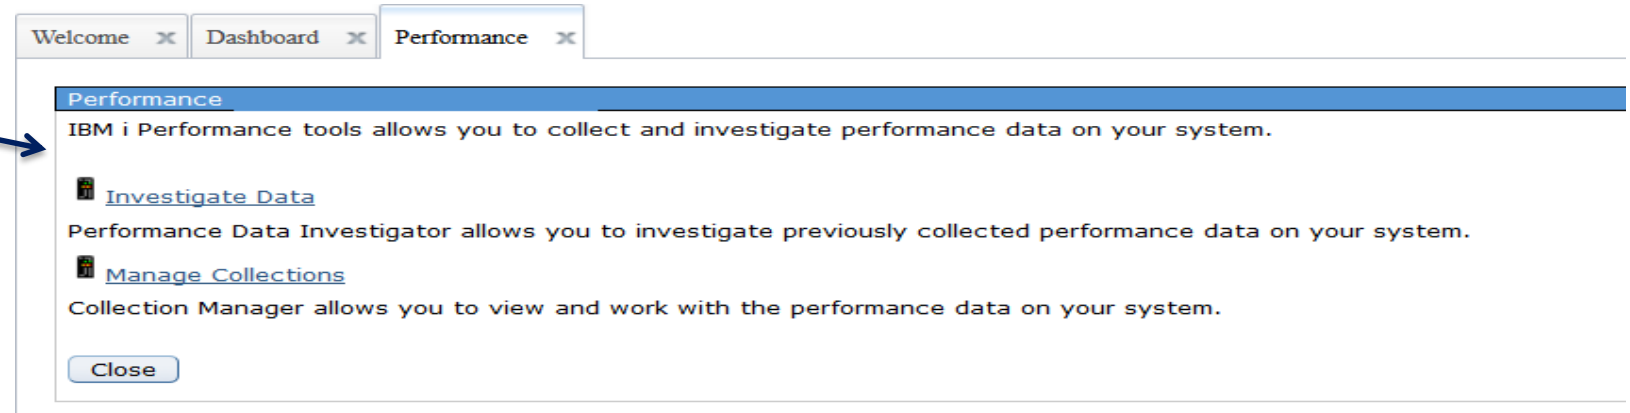 Welcome Dashboard Performance
Performance
IBM i Performance tools allows you to collect and investigate performance data on your system.
Investigate Data
Performance Data Investigator allows you to investigate previously collected performance data on your system.
Manage Collections
Collection Manager allows you to view and work with the performance data on your system.
Close